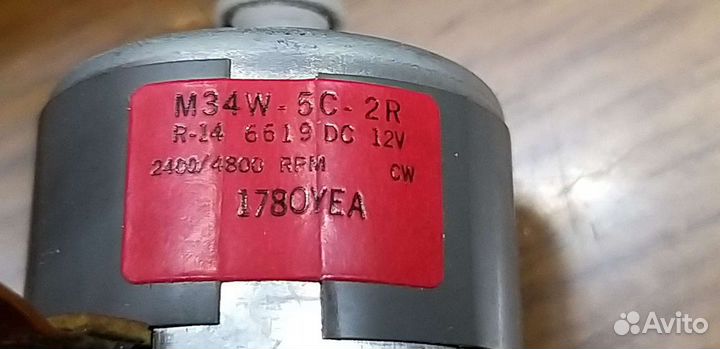 M34W-5C-2R
R-14 6619 DC 12V
2400/4800 RPM CW
1780YEA
Avito